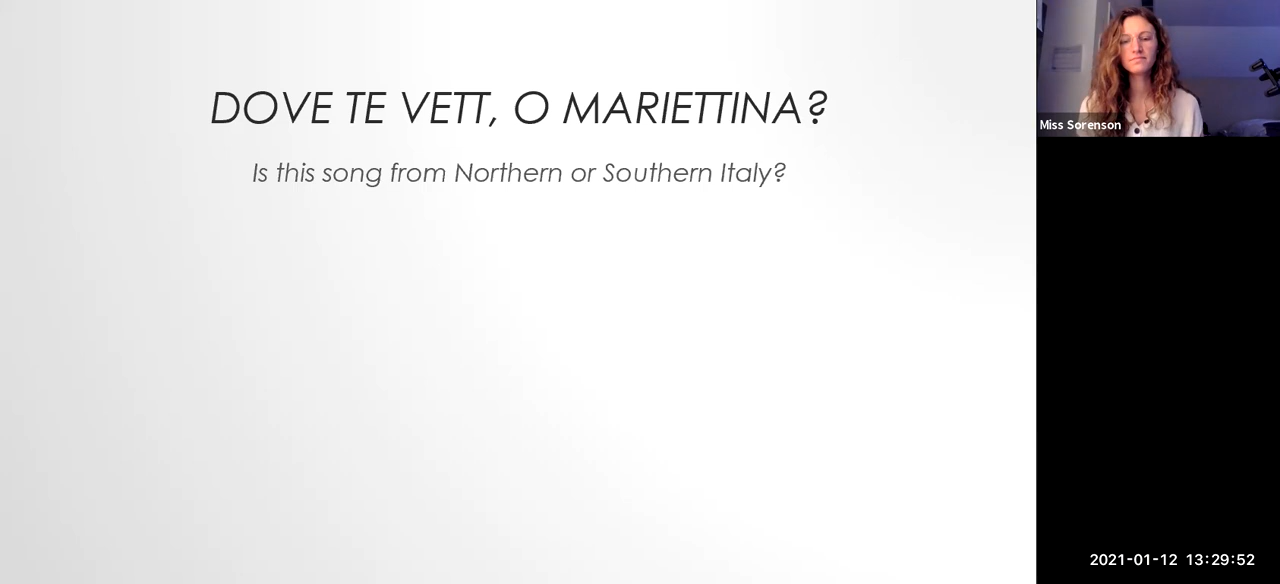 DOVE TE VETT, O MARIETTINA?
Is this song from Northern or Southern Italy?
Miss Sorenson
2021-01-12 13:29:52